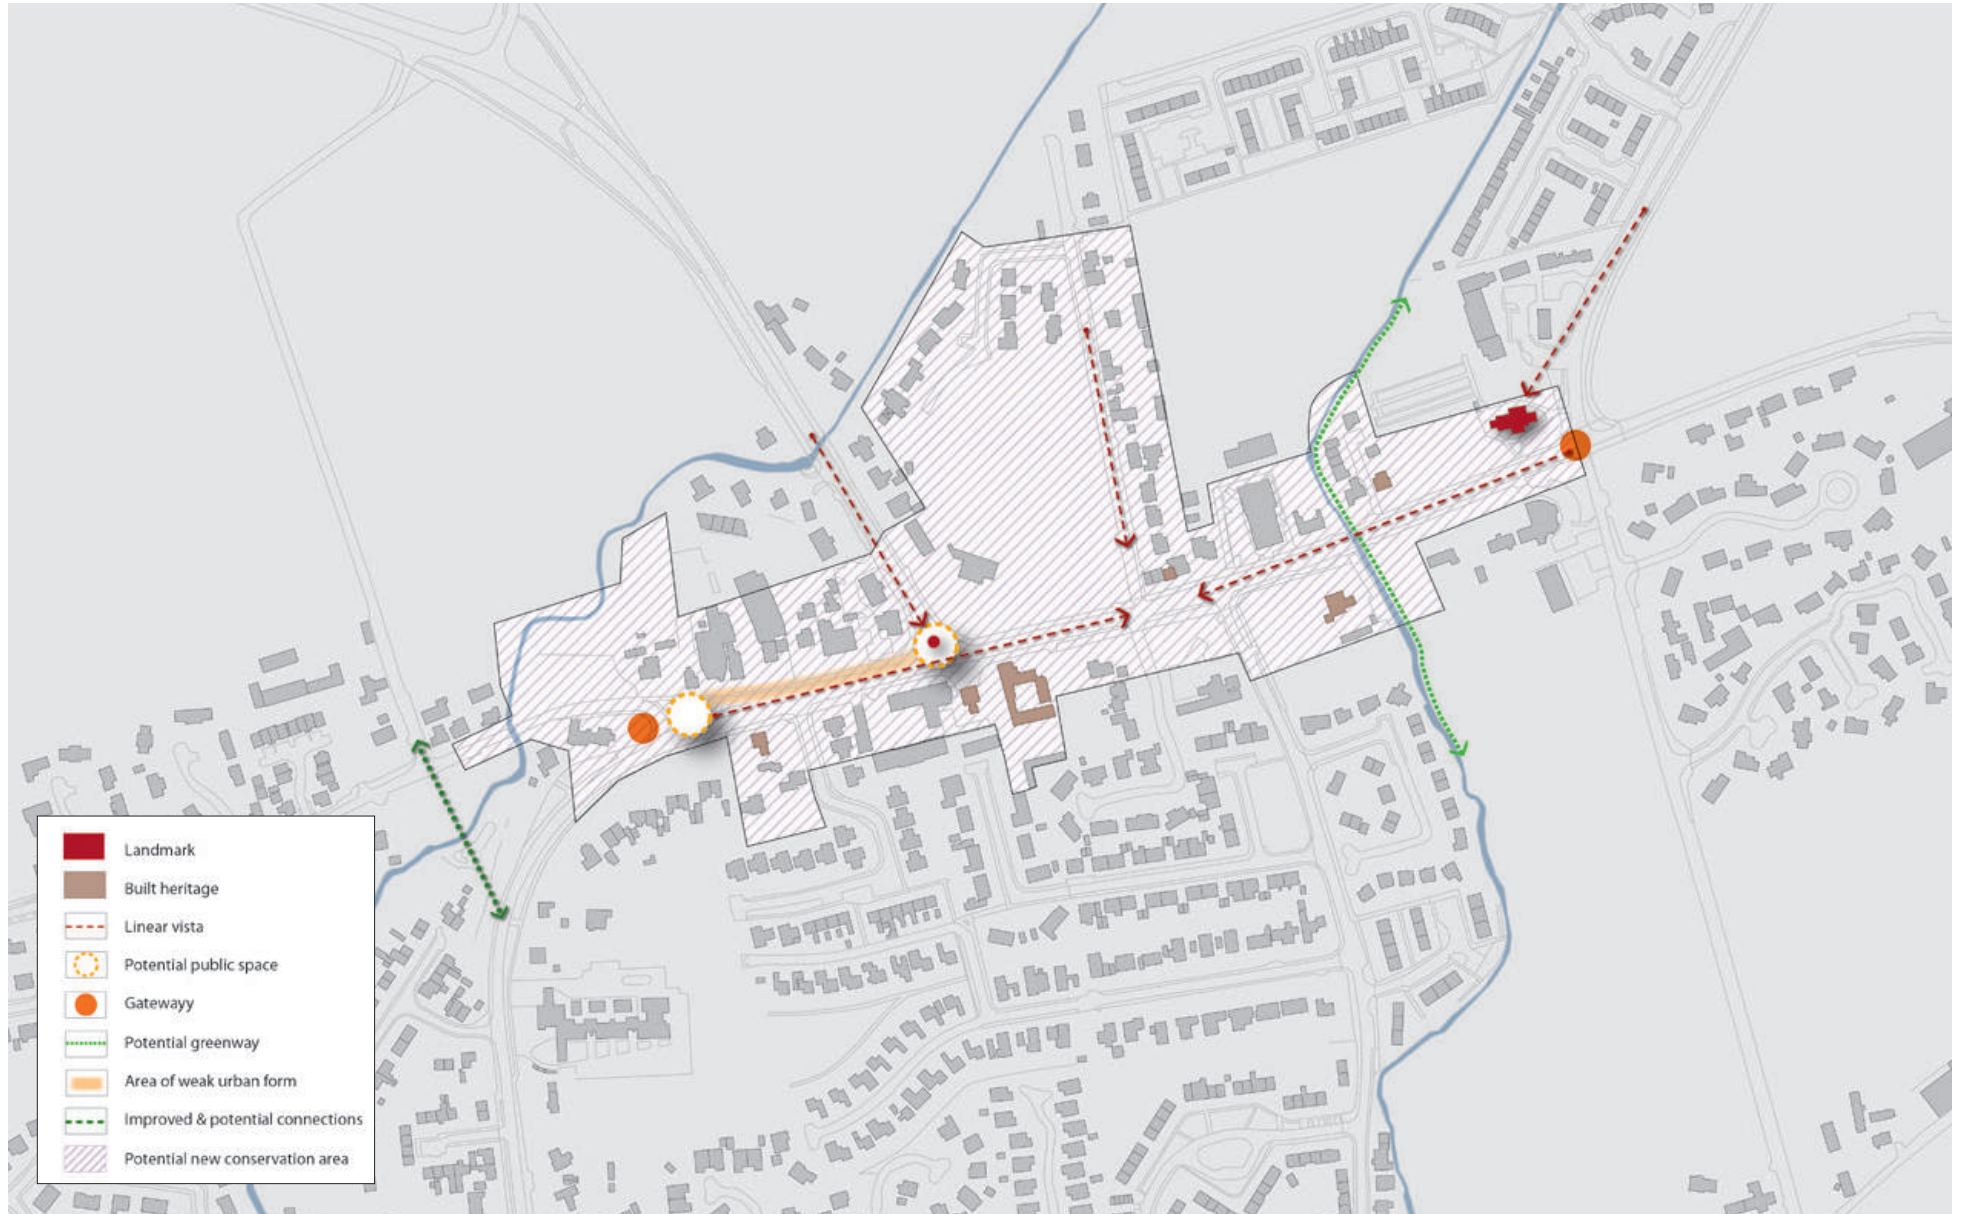 Landmark
Built heritage
Linear vista
Potential public space
Gatewayy
Potential greenway
Area of weak urban form
Improved & potential connections
Potential new conservation area